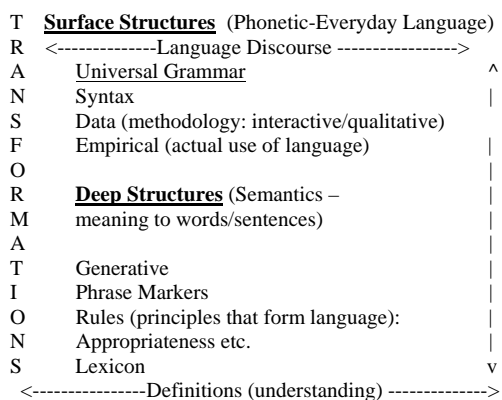 T Surface Structures (Phonetic-Everyday Language)
R <-------------Language Discourse ---------------->
A Universal Grammar ^
N Syntax |
S Data (methodology: interactive/qualitative)
F Empirical (actual use of language) |
O |
R Deep Structures (Semantics – |
M meaning to words/sentences) |
A |
T Generative |
I Phrase Markers |
O Rules (principles that form language): |
N Appropriateness etc. |
S Lexicon v
<----------------Definitions (understanding) ------------->